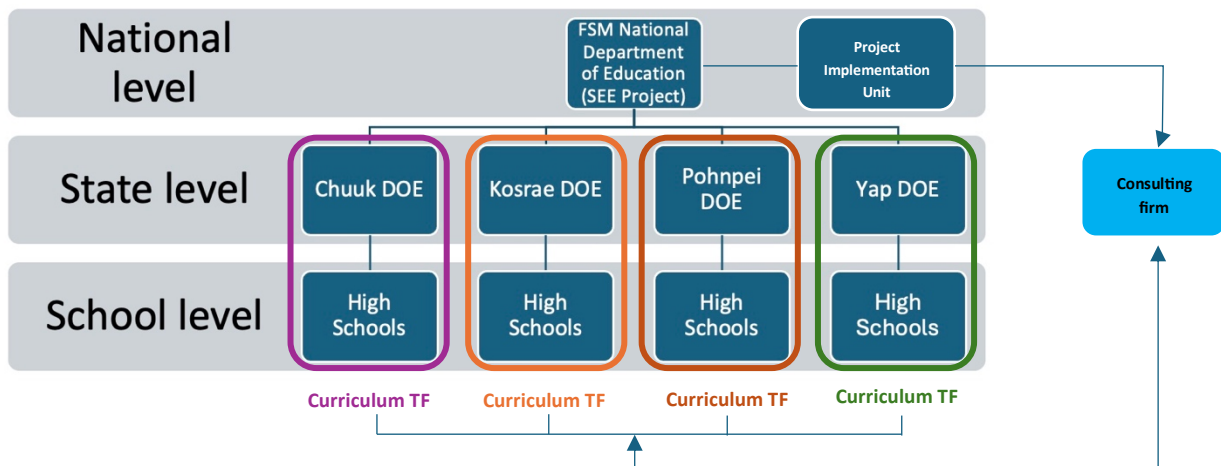 National
level
FSM National
Department
of Education
(SEE Project)
Project
Implementation
Unit
State level
Chuuk DOE
Kosrae DOE
Pohnpei
DOE
Yap DOE
Consulting
firm
School level
High
Schools
High
Schools
High
Schools
High
Schools
Curriculum TF
Curriculum TF
Curriculum TF
Curriculum TF